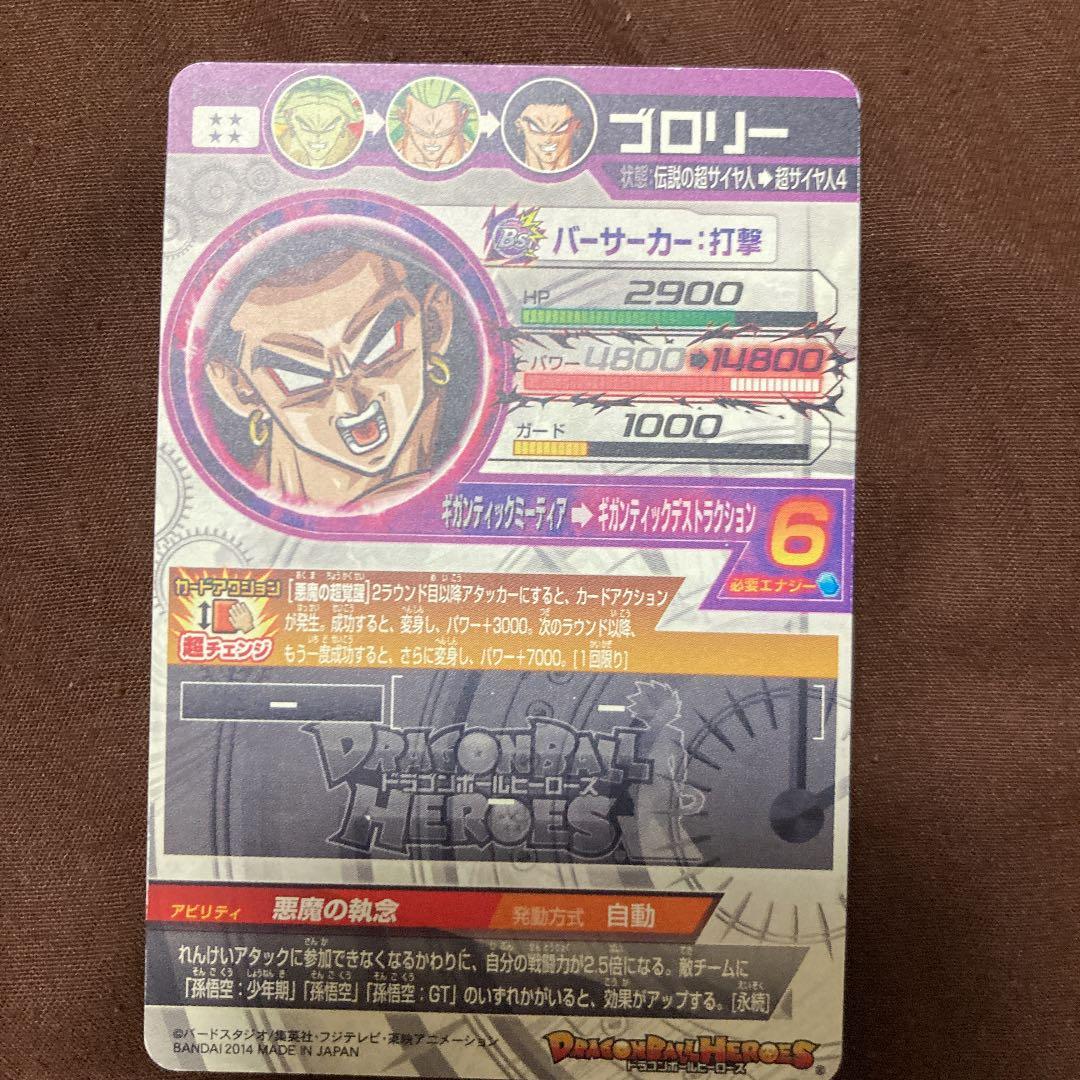 ゴロリー
状態:伝説の超サイヤ人➡超サイヤ人4
Bs バーサーカー:打撃
HP 2900
パワー 4800➡14800
ガード 1000
ギガンティックミーティア➡ギガンティックデストラクション
6
必要エナジー
カードアクション
超チェンジ
[悪魔の超覚醒]2ラウンド目以降アタッカーにすると、カードアクション
が発生。成功すると、変身し、パワー+3000。次のラウンド以降、
もう一度成功すると、さらに変身し、パワー+7000。[1回限り]
DRAGONBALL
ドラゴンボールヒーローズ
HEROES
アビリティ 悪魔の執念 発動方式 自動
れんけいアタックに参加できなくなるかわりに、自分の戦闘力が2.5倍になる。敵チームに
「孫悟空:少年期」「孫悟空」「孫悟空:GT」のいずれかがいると、効果がアップする。[永続]
©バードスタジオ/集英社・フジテレビ・東映アニメーション
BANDAI 2014 MADE IN JAPAN
DRAGONBALL HEROES
ドラゴンボールヒーローズ